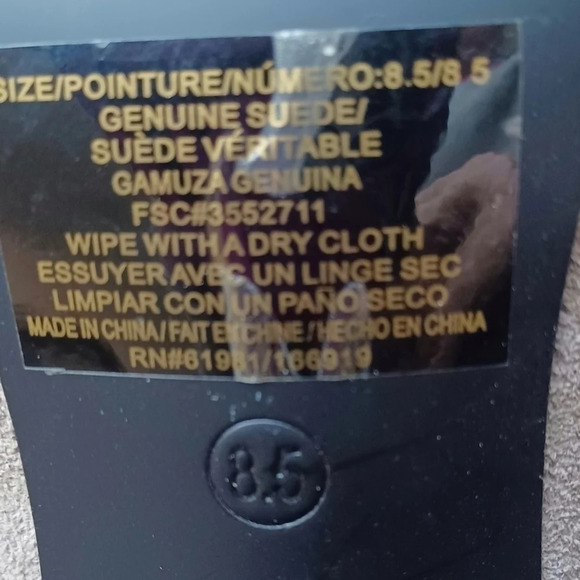 SIZE/POINTURE/NÚMERO:8.5/8 5
GENUINE SUEDE/
SUÈDE VÉRITABLE
GAMUZA GENUINA
FSC#3552711
WIPE WITH A DRY CLOTH
ESSUYER AVEC UN LINGE SEC
LIMPIAR CON UN PAÑO SECO
MADE IN CHINA/ FAIT EN CHINE / HECHO EN CHINA
RN#61981/166919
8.5